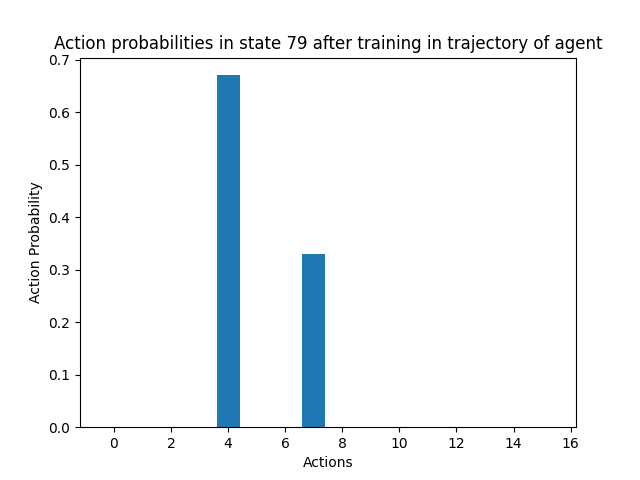 Action probabilities in state 79 after training in trajectory of agent
0.7
0.6
0.5
0.4
0.3
0.2
0.1
0.0
Action Probability
0 2 4 6 8 10 12 14 16
Actions